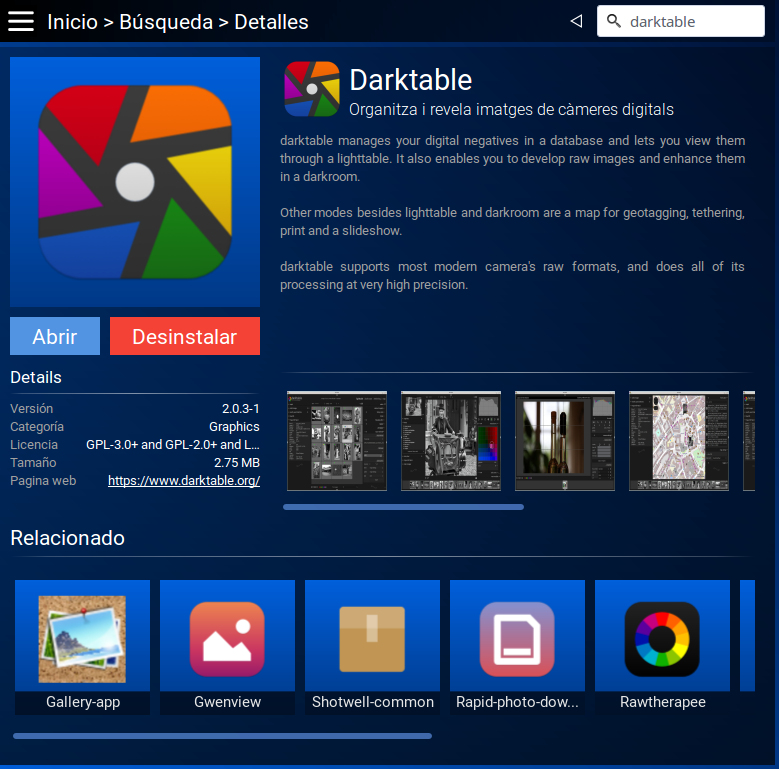 Inicio > Búsqueda > Detalles
darktable
Darktable
Organitza i revela imatges de càmeres digitals
darktable manages your digital negatives in a database and lets you view them
through a lighttable. It also enables you to develop raw images and enhance them
in a darkroom.
Other modes besides lighttable and darkroom are a map for geotagging, tethering,
print and a slideshow.
darktable supports most modern camera's raw formats, and does all of its
processing at very high precision.
Abrir
Desinstalar
Details
Versión 2.0.3-1
Categoría Graphics
Licencia GPL-3.0+ and GPL-2.0+ and L...
Tamaño 2.75 MB
Pagina web https://www.darktable.org/
Relacionado
Gallery-app
Gwenview
Shotwell-common
Rapid-photo-dow...
Rawtherapee